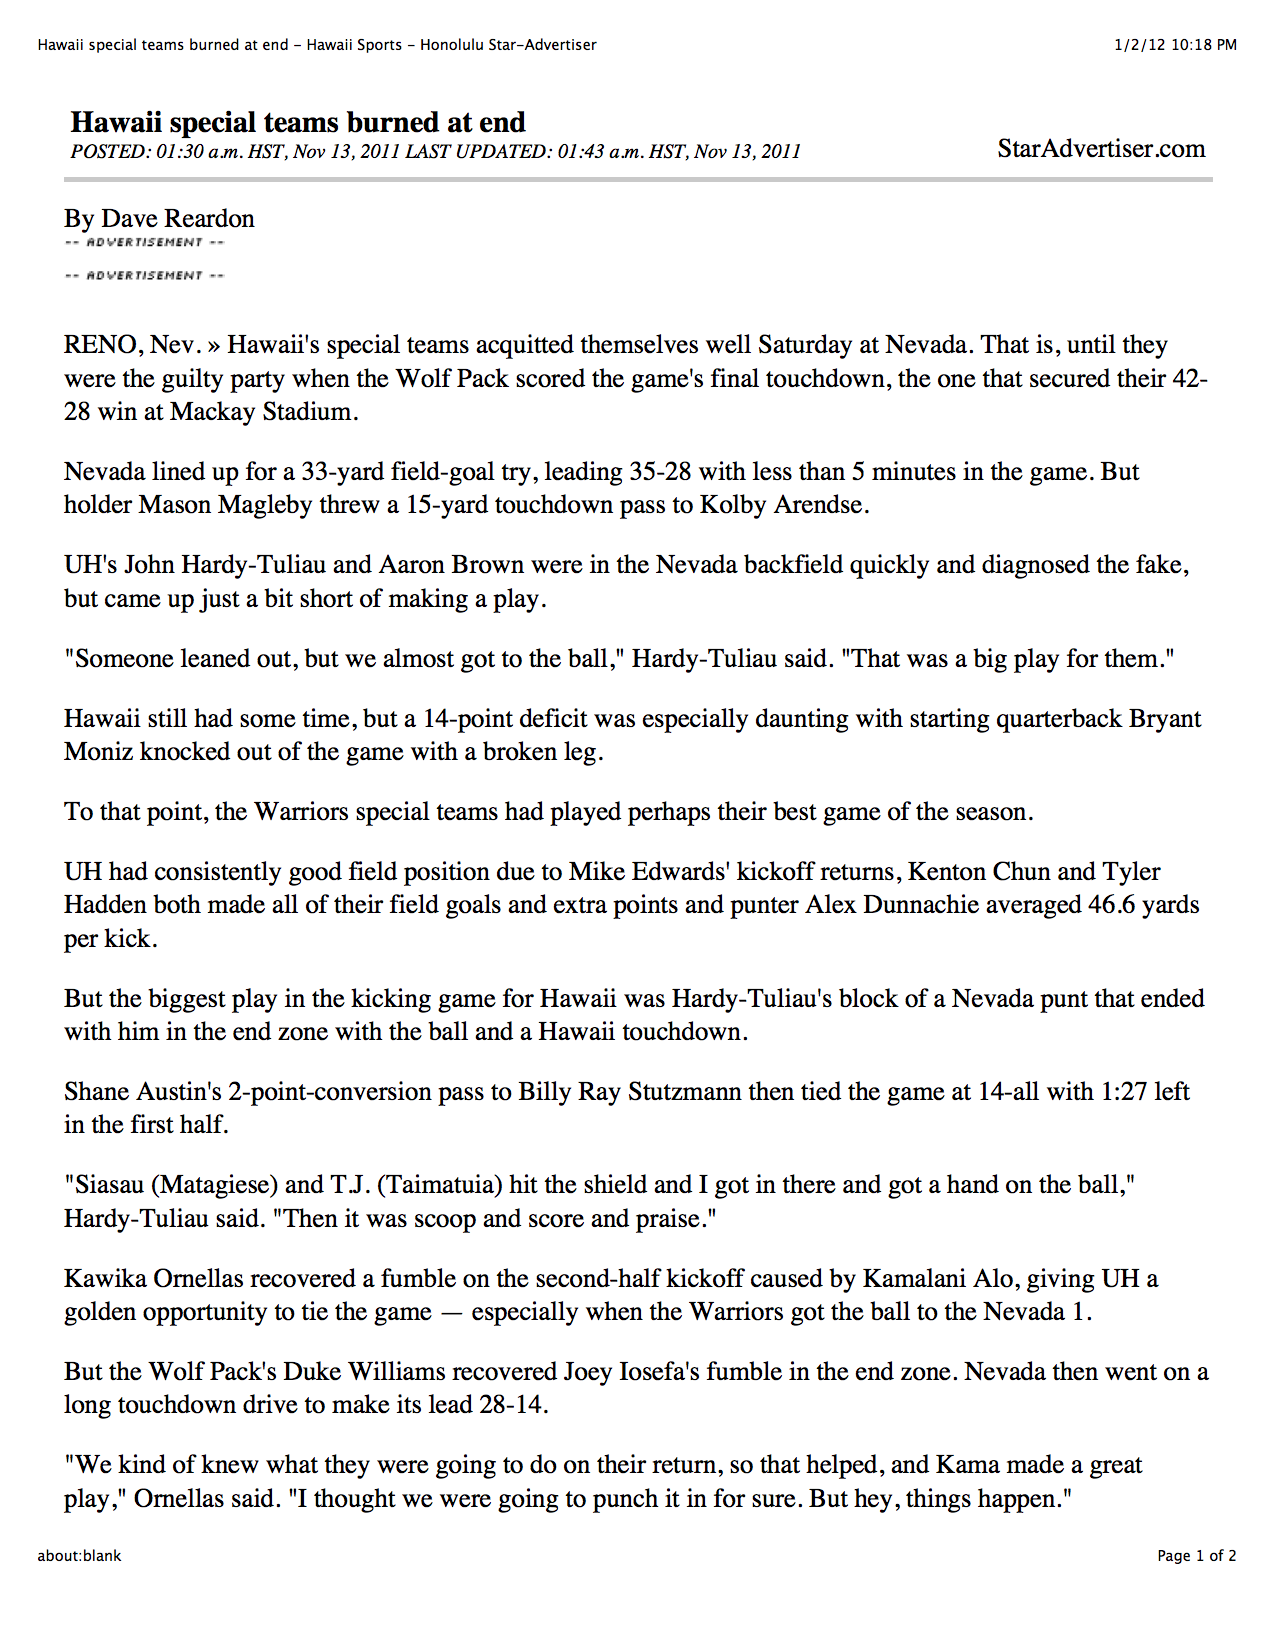 Hawaii special teams burned at end - Hawaii Sports - Honolulu Star-Advertiser
1/2/12 10:18 PM
Hawaii special teams burned at end
POSTED: 01:30 a.m. HST, Nov 13, 2011 LAST UPDATED: 01:43 a.m. HST, Nov 13, 2011
StarAdvertiser.com
By Dave Reardon
-- ADVERTISEMENT --
-- ADVERTISEMENT --
RENO, Nev. » Hawaii's special teams acquitted themselves well Saturday at Nevada. That is, until they
were the guilty party when the Wolf Pack scored the game's final touchdown, the one that secured their 42-
28 win at Mackay Stadium.
Nevada lined up for a 33-yard field-goal try, leading 35-28 with less than 5 minutes in the game. But
holder Mason Magleby threw a 15-yard touchdown pass to Kolby Arendse.
UH's John Hardy-Tuliau and Aaron Brown were in the Nevada backfield quickly and diagnosed the fake,
but came up just a bit short of making a play.
"Someone leaned out, but we almost got to the ball," Hardy-Tuliau said. "That was a big play for them."
Hawaii still had some time, but a 14-point deficit was especially daunting with starting quarterback Bryant
Moniz knocked out of the game with a broken leg.
To that point, the Warriors special teams had played perhaps their best game of the season.
UH had consistently good field position due to Mike Edwards' kickoff returns, Kenton Chun and Tyler
Hadden both made all of their field goals and extra points and punter Alex Dunnachie averaged 46.6 yards
per kick.
But the biggest play in the kicking game for Hawaii was Hardy-Tuliau's block of a Nevada punt that ended
with him in the end zone with the ball and a Hawaii touchdown.
Shane Austin's 2-point-conversion pass to Billy Ray Stutzmann then tied the game at 14-all with 1:27 left
in the first half.
"Siasau (Matagiese) and T.J. (Taimatuia) hit the shield and I got in there and got a hand on the ball,"
Hardy-Tuliau said. "Then it was scoop and score and praise."
Kawika Ornellas recovered a fumble on the second-half kickoff caused by Kamalani Alo, giving UH a
golden opportunity to tie the game — especially when the Warriors got the ball to the Nevada 1.
But the Wolf Pack's Duke Williams recovered Joey Iosefa's fumble in the end zone. Nevada then went on a
long touchdown drive to make its lead 28-14.
"We kind of knew what they were going to do on their return, so that helped, and Kama made a great
play," Ornellas said. "I thought we were going to punch it in for sure. But hey, things happen."
about:blank
Page 1 of 2